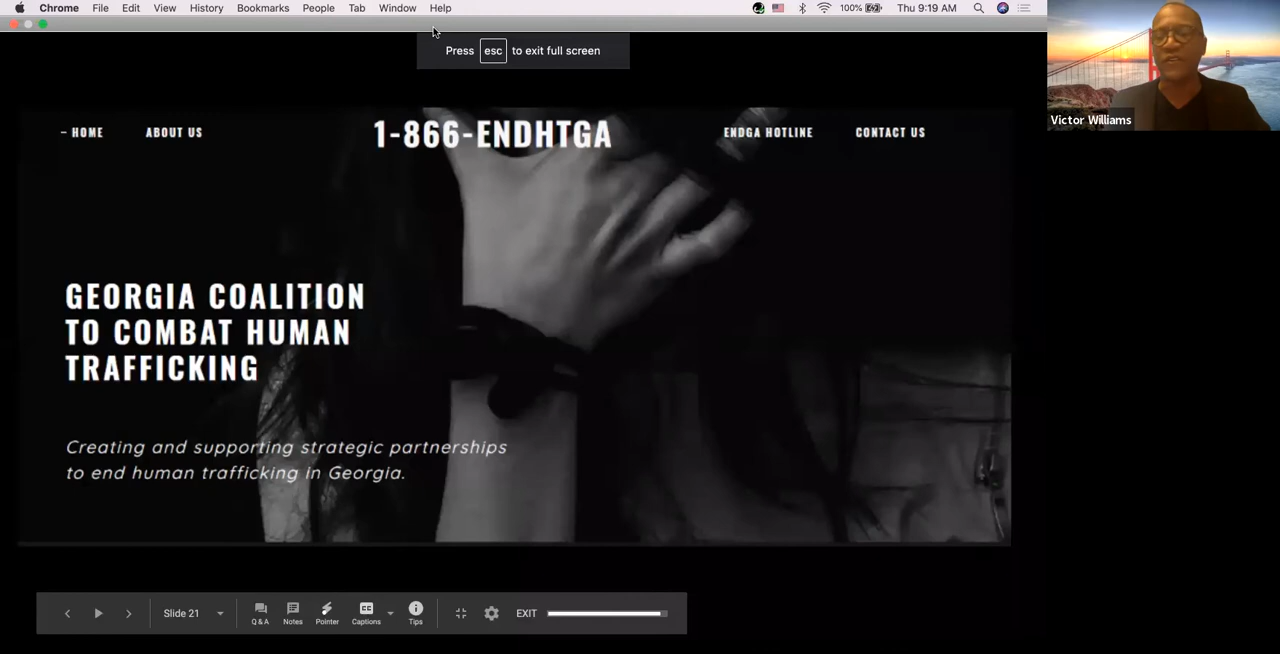 Chrome File Edit View History Bookmarks People Tab Window Help 100% Thu 9:19 AM
Press esc to exit full screen
Victor Williams
– HOME ABOUT US 1-866-ENDHTGA ENDGA HOTLINE CONTACT US
GEORGIA COALITION
TO COMBAT HUMAN
TRAFFICKING
Creating and supporting strategic partnerships
to end human trafficking in Georgia.
Slide 21 Q & A Notes Pointer CC Captions Tips EXIT